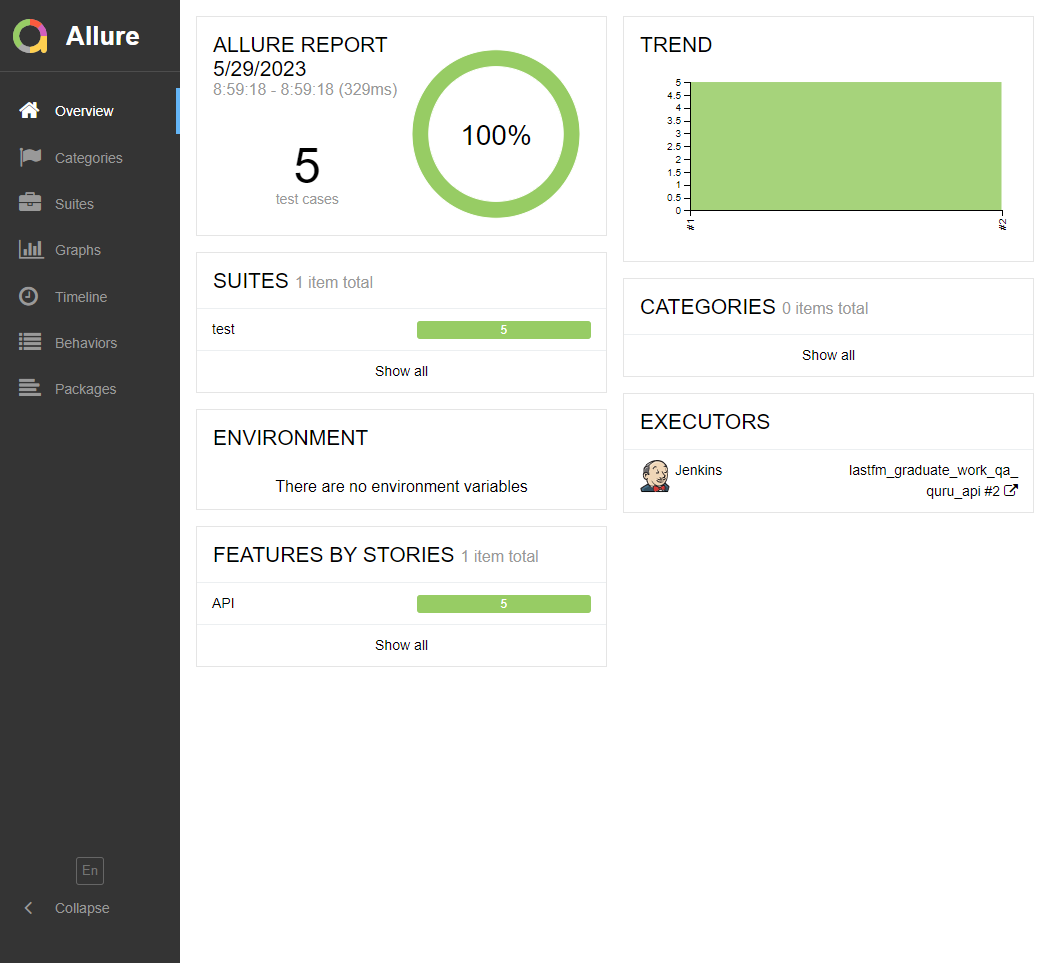 Allure
Overview
Categories
Suites
Graphs
Timeline
Behaviors
Packages
En
Collapse
ALLURE REPORT
5/29/2023
8:59:18 - 8:59:18 (329ms)
5
test cases
100%
SUITES 1 item total
test 5
Show all
ENVIRONMENT
There are no environment variables
FEATURES BY STORIES 1 item total
API 5
Show all
TREND
5
4.5
4
3.5
3
2.5
2
1.5
1
0.5
0
#1 #2
CATEGORIES 0 items total
Show all
EXECUTORS
Jenkins lastfm_graduate_work_qa_
quru_api #2